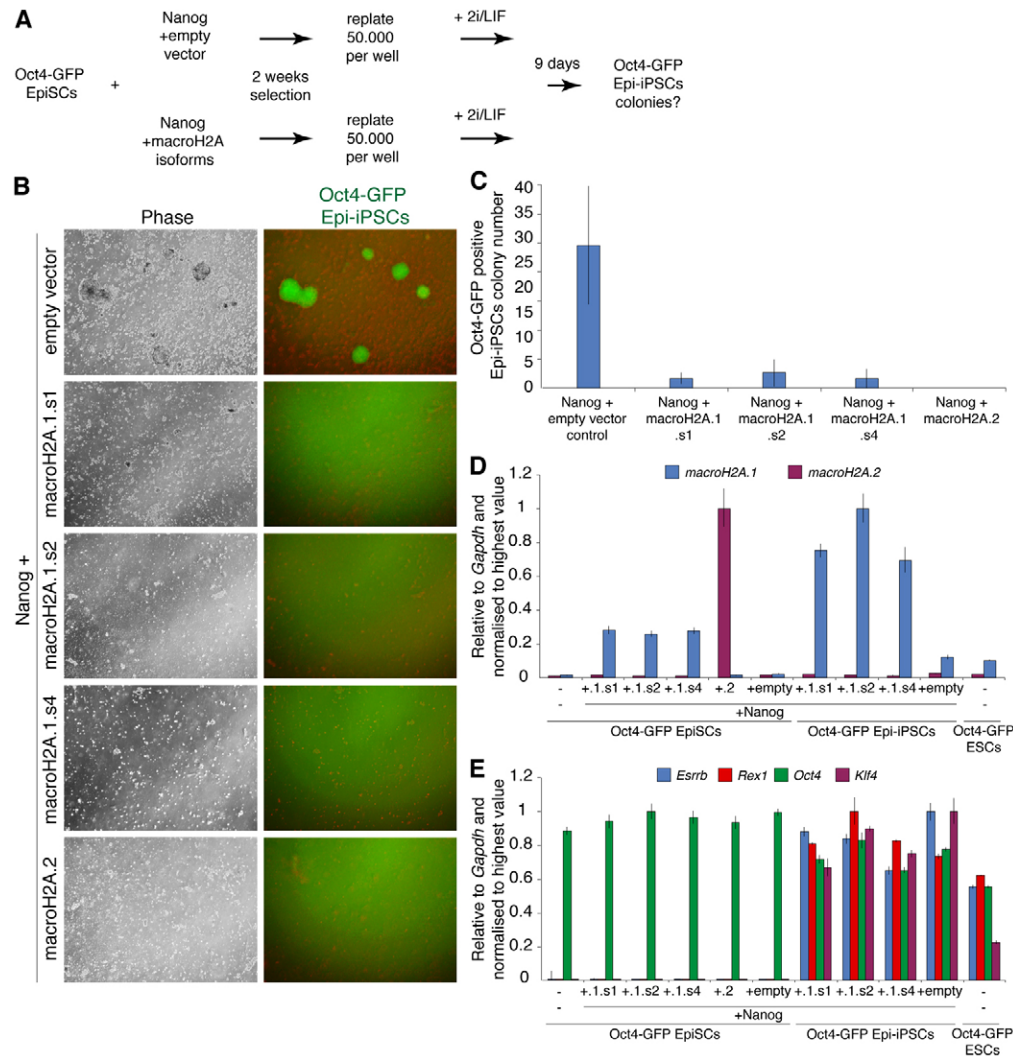 A
Oct4-GFP
EpiSCs
+
Nanog
+empty
vector
Nanog
+macroH2A
isoforms
2 weeks
selection
replate
50.000
per well
replate
50.000
per well
+ 2i/LIF
+ 2i/LIF
9 days
Oct4-GFP
Epi-iPSCs
colonies?
B
Phase
Oct4-GFP
Epi-iPSCs
Nanog +
empty vector
macroH2A.1.s1
macroH2A.1.s2
macroH2A.1.s4
macroH2A.2
C
Oct4-GFP positive
Epi-iPSCs colony number
40
35
30
25
20
15
10
5
0
Nanog +
empty vector
control
Nanog +
macroH2A.1
.s1
Nanog +
macroH2A.1
.s2
Nanog +
macroH2A.1
.s4
Nanog +
macroH2A.2
D
Relative to Gapdh and
normalised to highest value
macroH2A.1
macroH2A.2
1.2
1
0.8
0.6
0.4
0.2
0
- +.1.s1 +.1.s2 +.1.s4 +.2 +empty +.1.s1 +.1.s2 +.1.s4 +empty -
- +Nanog -
Oct4-GFP EpiSCs
Oct4-GFP Epi-iPSCs
Oct4-GFP
ESCs
E
Relative to Gapdh and
normalised to highest value
Esrrb
Rex1
Oct4
Klf4
1.2
1
0.8
0.6
0.4
0.2
0
- +.1.s1 +.1.s2 +.1.s4 +.2 +empty +.1.s1 +.1.s2 +.1.s4 +empty -
- +Nanog -
Oct4-GFP EpiSCs
Oct4-GFP Epi-iPSCs
Oct4-GFP
ESCs